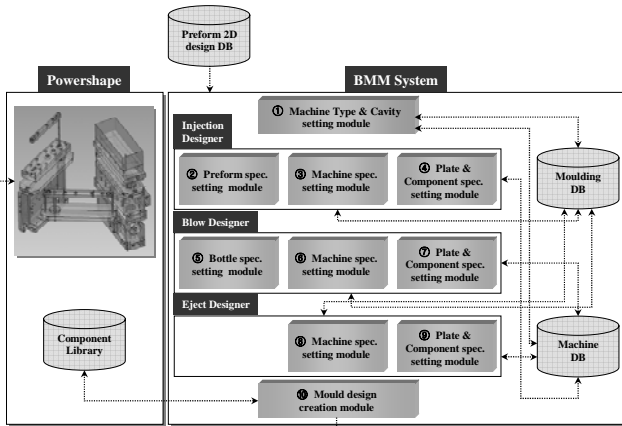 Preform 2D
design DB
Powershape
BMM System
① Machine Type & Cavity
setting module
Injection
Designer
② Preform spec.
setting module
③ Machine spec.
setting module
④ Plate &
Component spec.
setting module
Moulding
DB
Blow Designer
⑤ Bottle spec.
setting module
⑥ Machine spec.
setting module
⑦ Plate &
Component spec.
setting module
Eject Designer
⑧ Machine spec.
setting module
⑨ Plate &
Component spec.
setting module
Machine
DB
Component
Library
⑩ Mould design
creation module